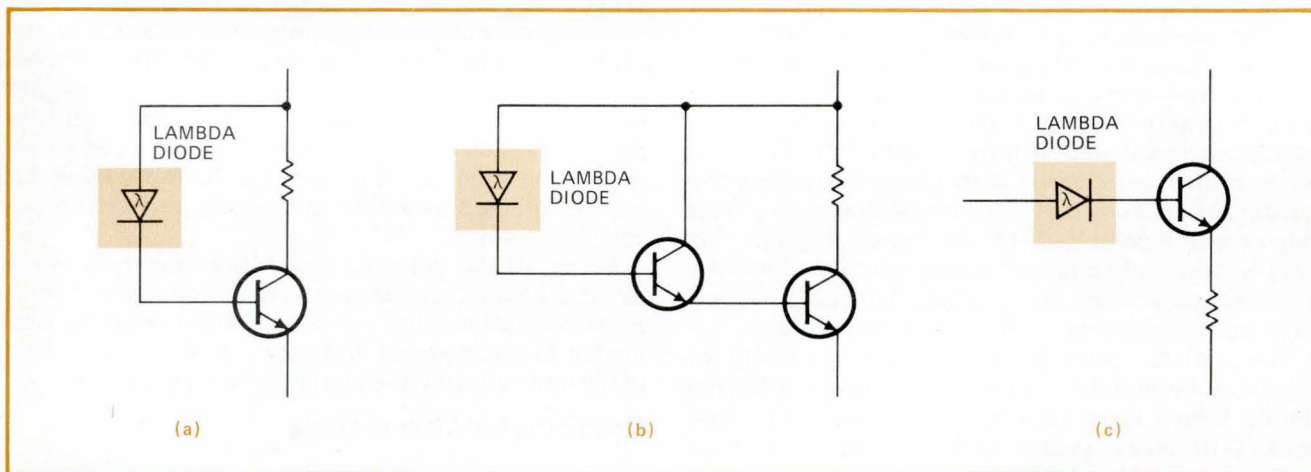 LAMBDA
DIODE
λ
(a)
LAMBDA
DIODE
λ
(b)
LAMBDA
DIODE
λ
(c)